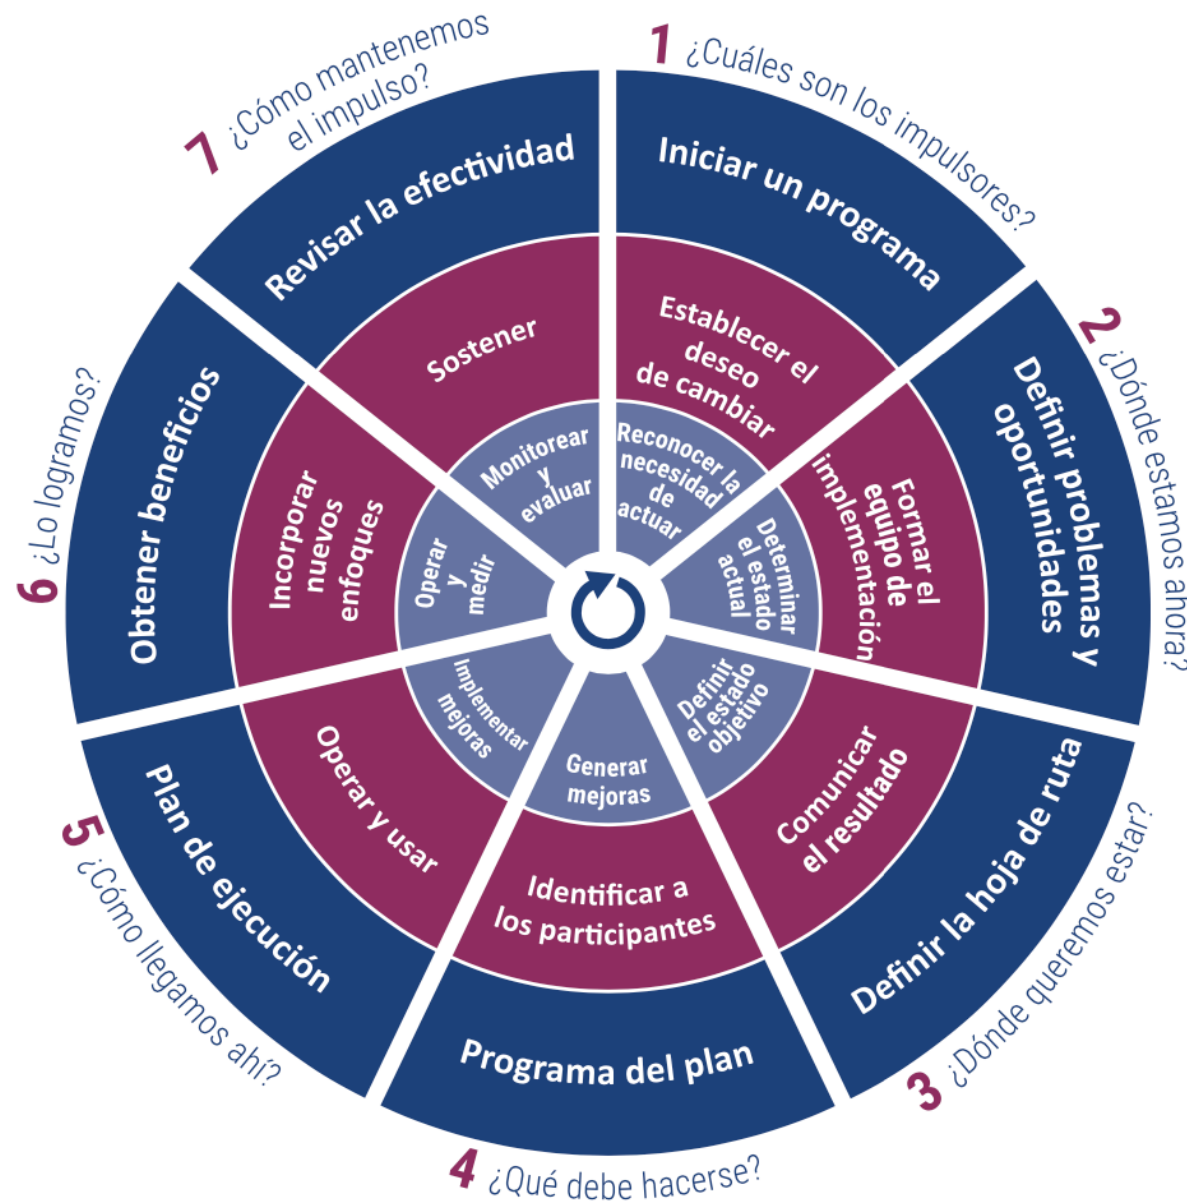 1 ¿Cuáles son los impulsores?
Iniciar un programa
Establecer el
deseo
de cambiar
Reconocer la
necesidad
de
actuar
2 ¿Dónde estamos ahora?
Definir problemas y
oportunidades
Formar el
equipo de
implementación
Determinar
el estado
actual
3 ¿Dónde queremos estar?
Definir la hoja de ruta
Comunicar
el resultado
Definir
el estado
objetivo
4 ¿Qué debe hacerse?
Programa del plan
Identificar a
los participantes
Generar
mejoras
5 ¿Cómo llegamos ahí?
Plan de ejecución
Operar y usar
Implementar
mejoras
6 ¿Lo logramos?
Obtener beneficios
Incorporar
nuevos
enfoques
Operar
y
medir
7 ¿Cómo mantenemos
el impulso?
Revisar la efectividad
Sostener
Monitorear
y
evaluar